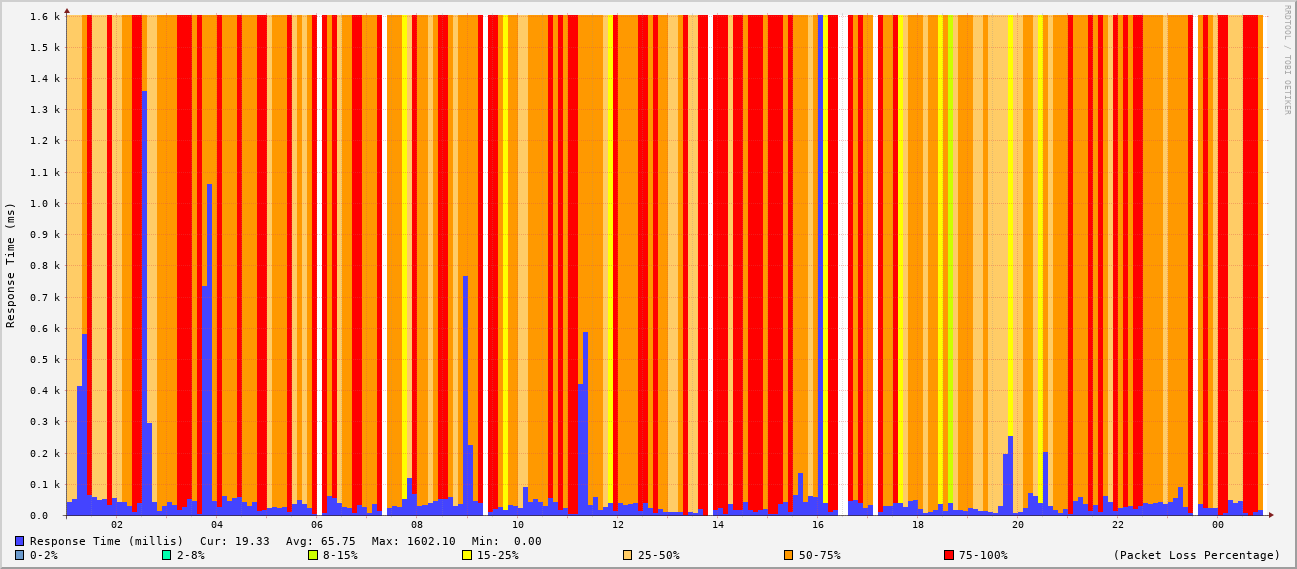 RRDTOOL / TOBI OETIKER
Response Time (ms)
1.6 k
1.5 k
1.4 k
1.3 k
1.2 k
1.1 k
1.0 k
0.9 k
0.8 k
0.7 k
0.6 k
0.5 k
0.4 k
0.3 k
0.2 k
0.1 k
0.0
02 04 06 08 10 12 14 16 18 20 22 00
Response Time (millis) Cur: 19.33 Avg: 65.75 Max: 1602.10 Min: 0.00
0-2% 2-8% 8-15% 15-25% 25-50% 50-75% 75-100% (Packet Loss Percentage)